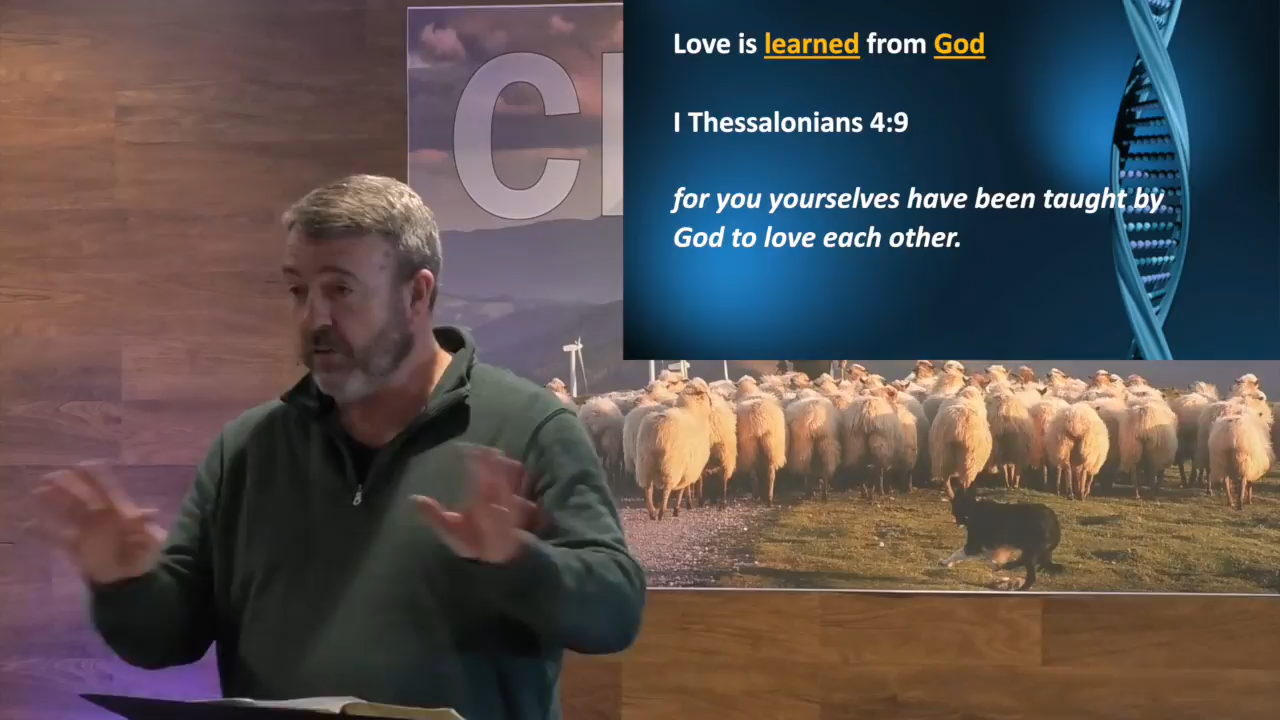 C
Love is learned from God
I Thessalonians 4:9
for you yourselves have been taught by
God to love each other.